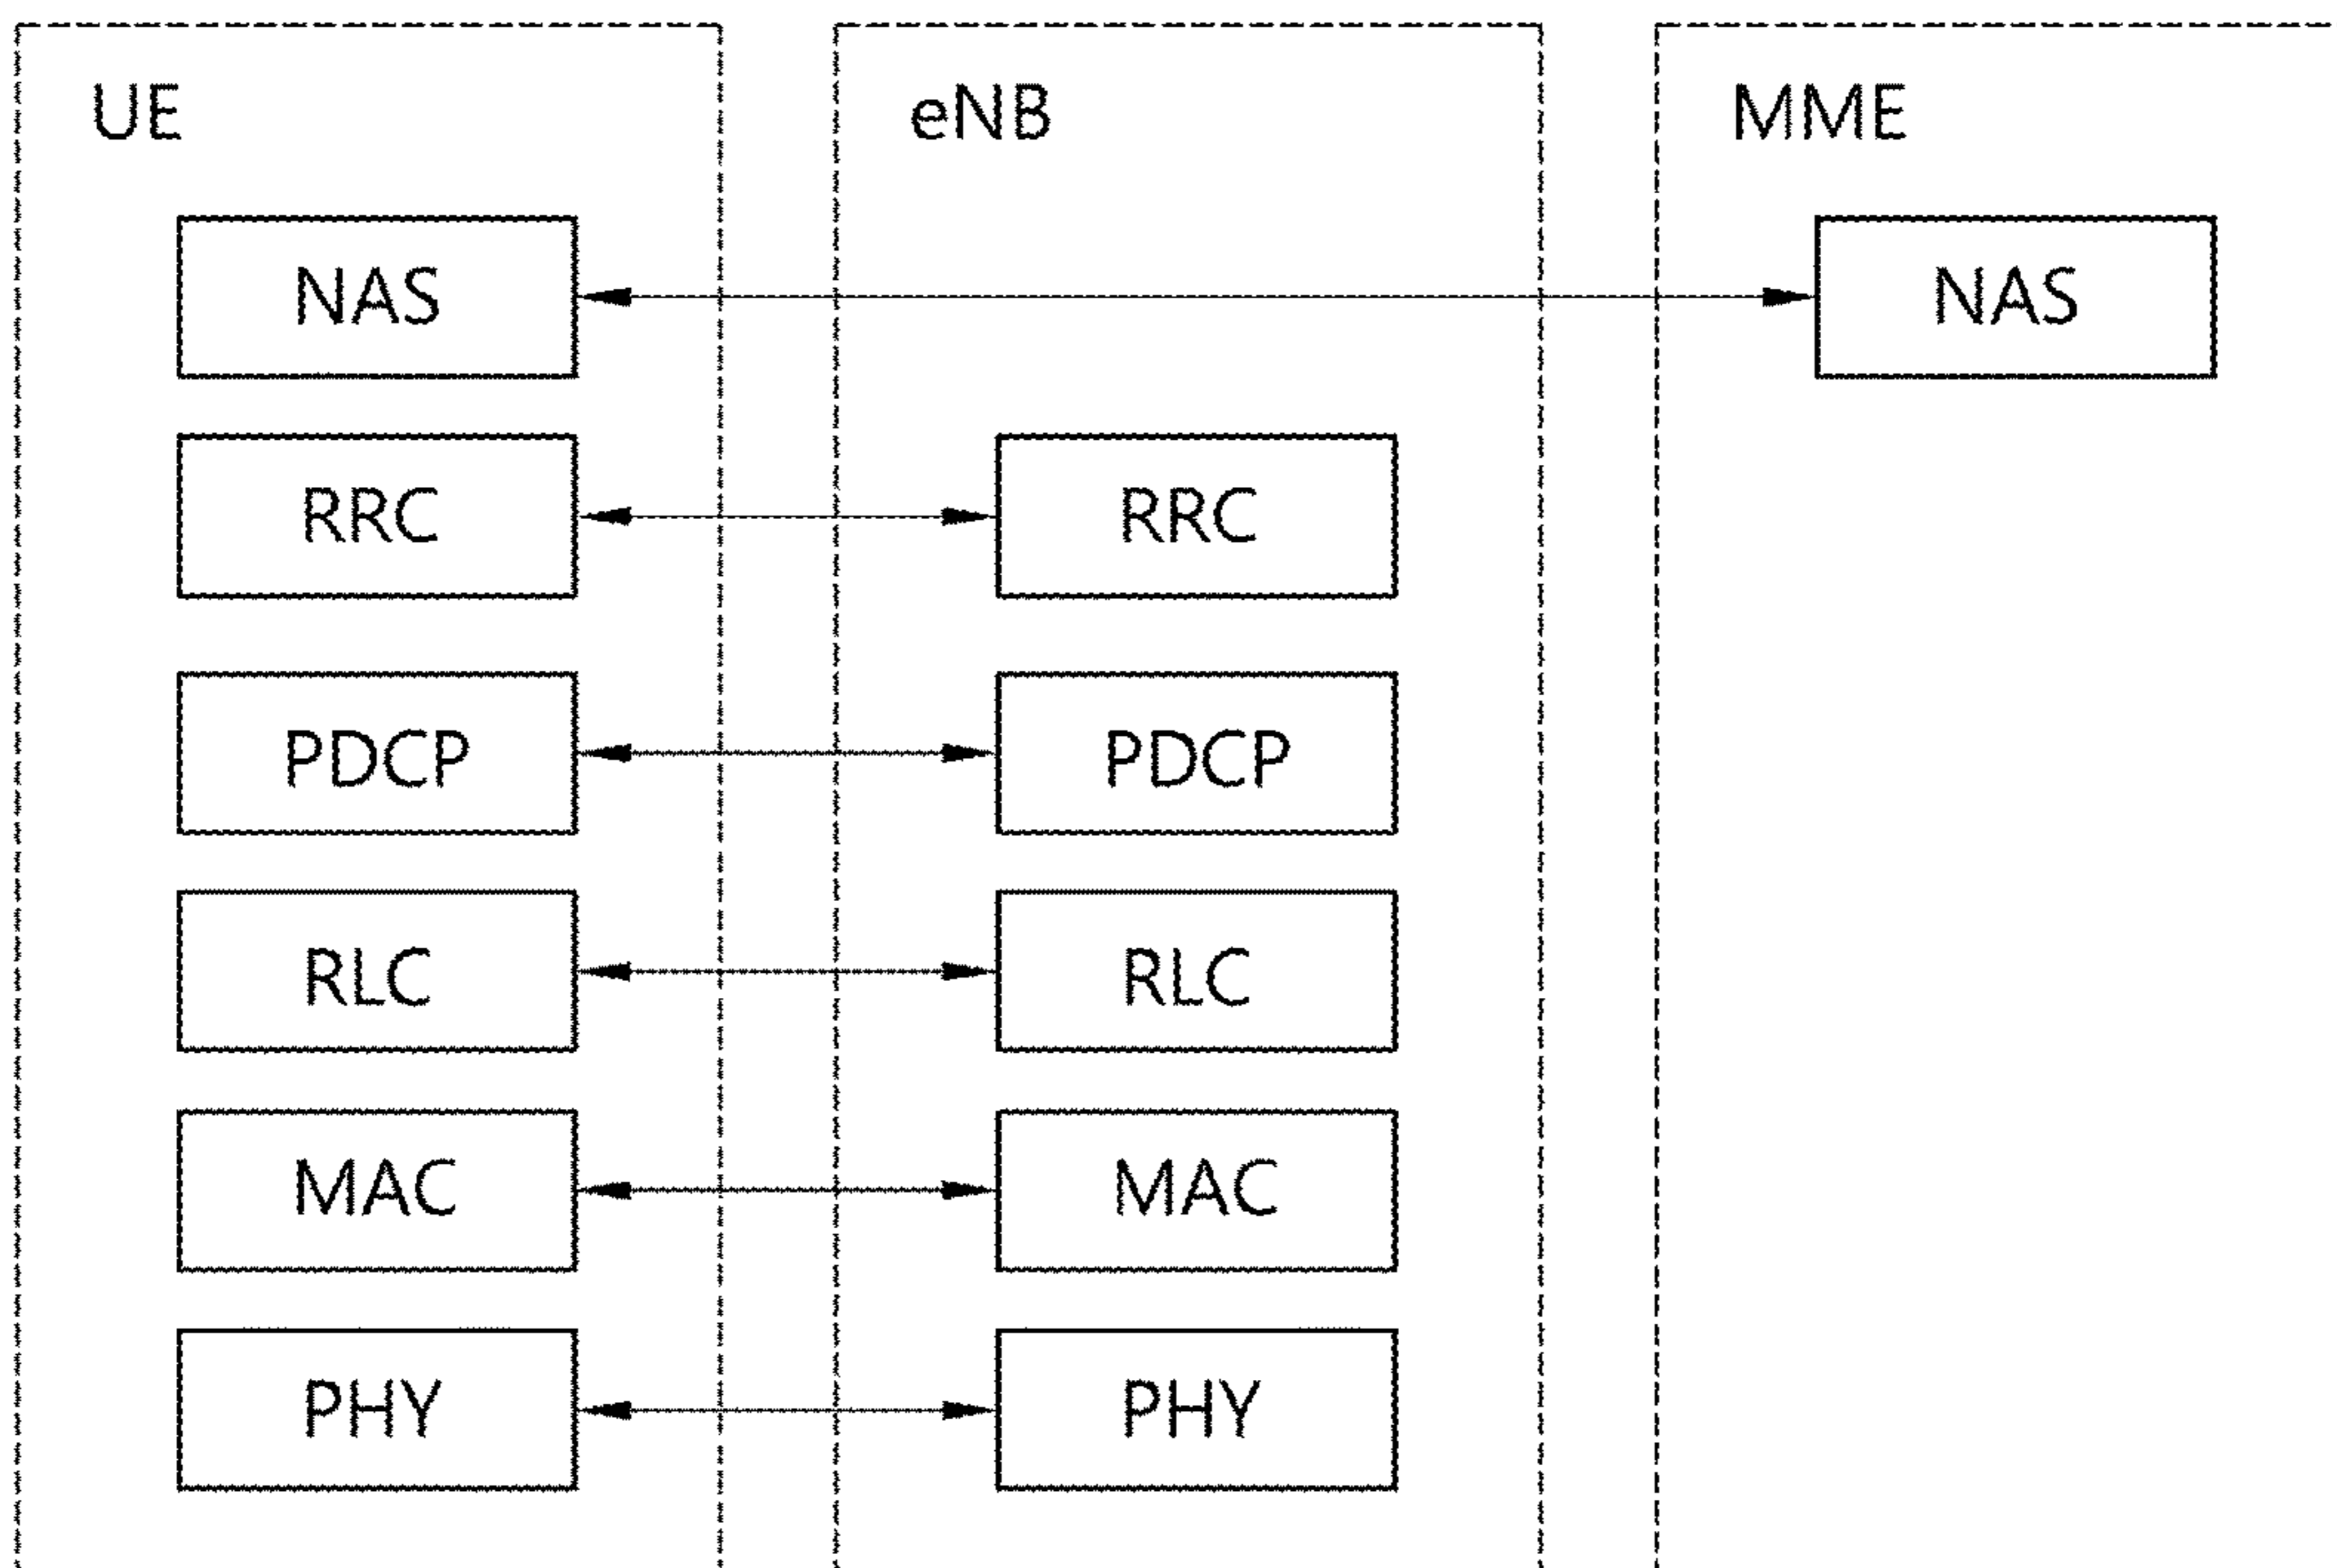 UE eNB MME
NAS NAS
RRC RRC
PDCP PDCP
RLC RLC
MAC MAC
PHY PHY